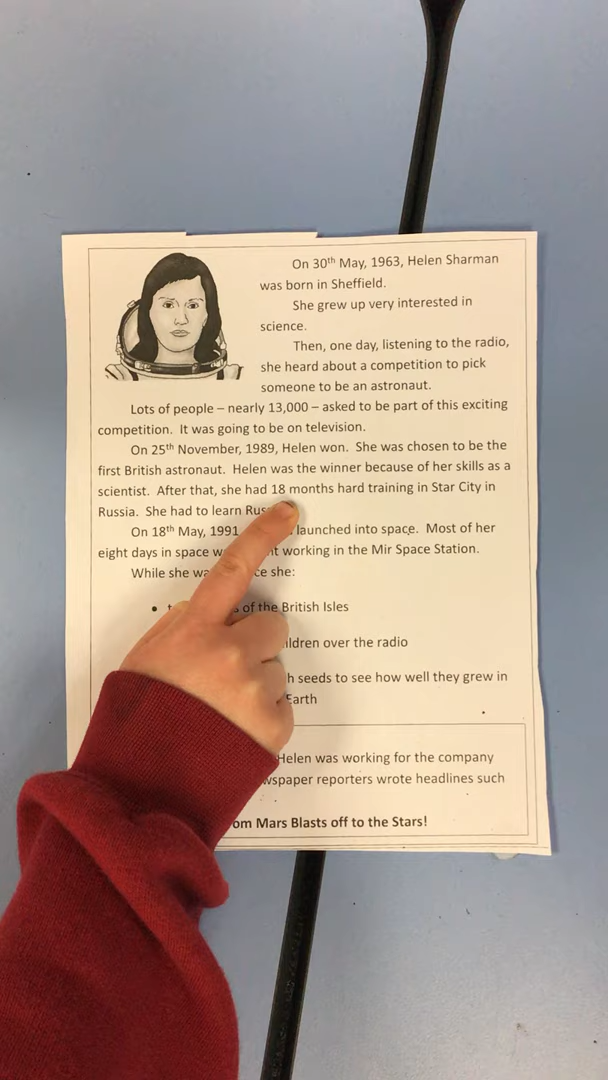 On 30th May, 1963, Helen Sharman
was born in Sheffield.
She grew up very interested in
science.
Then, one day, listening to the radio,
she heard about a competition to pick
someone to be an astronaut.
Lots of people – nearly 13,000 – asked to be part of this exciting
competition. It was going to be on television.
On 25th November, 1989, Helen won. She was chosen to be the
first British astronaut. Helen was the winner because of her skills as a
scientist. After that, she had 18 months hard training in Star City in
Russia. She had to learn
On 18th May, 1991 launched into space. Most of her
eight days in space working in the Mir Space Station.
While she she:
• of the British Isles
over the radio
seeds to see how well they grew in
Earth
Helen was working for the company
reporters wrote headlines such
Mars Blasts off to the Stars!